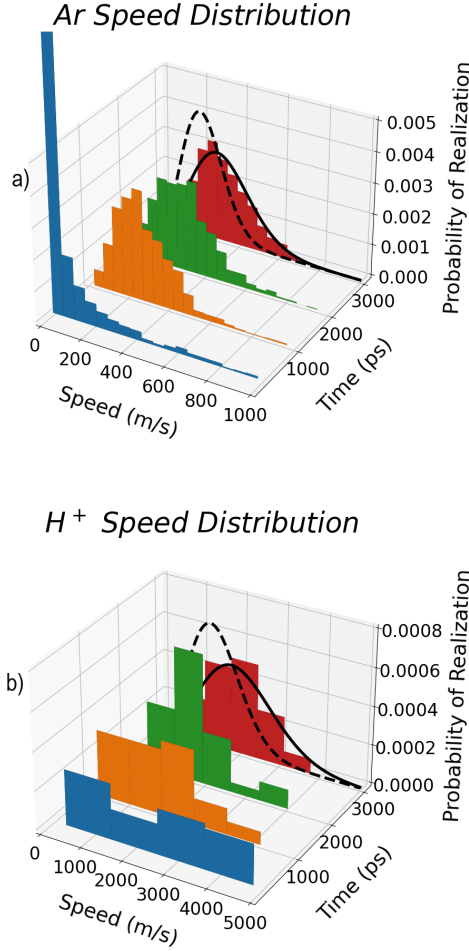 Ar Speed Distribution
a)
0.005
0.004
0.003
0.002
0.001
0.000
Probability of Realization
0
200
400
600
800
1000
Speed (m/s)
1000
2000
3000
Time (ps)
H+ Speed Distribution
b)
0.0008
0.0006
0.0004
0.0002
0.0000
Probability of Realization
0
1000
2000
3000
4000
5000
Speed (m/s)
1000
2000
3000
Time (ps)